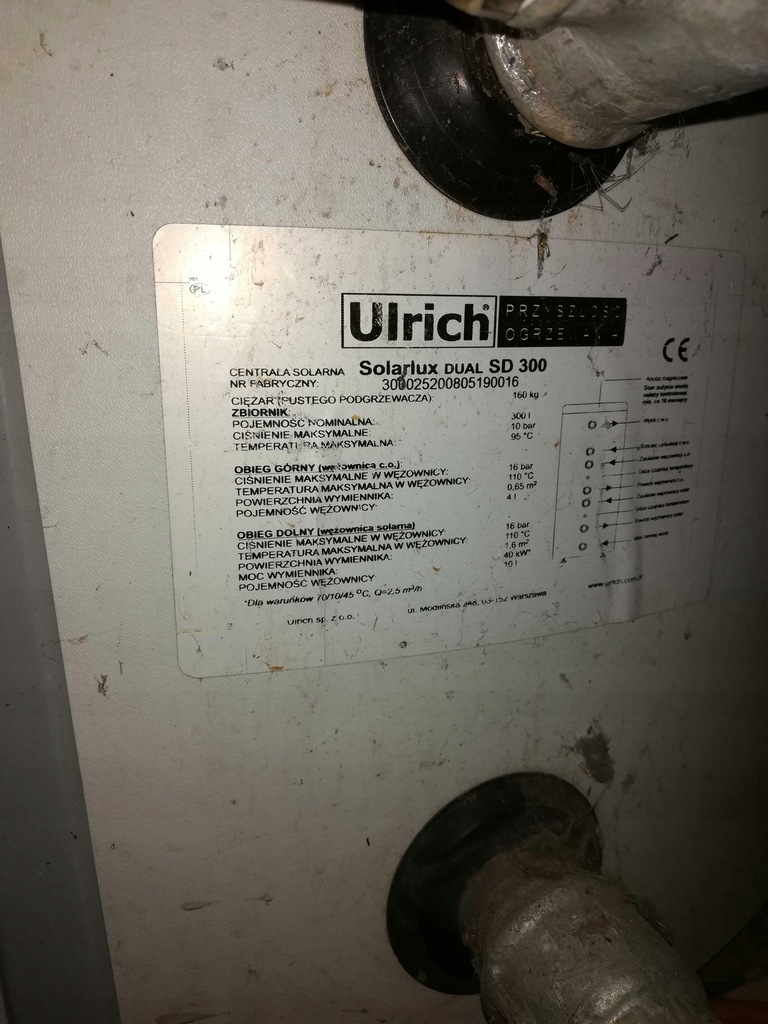 PL
Ulrich®
PRZYSZŁOŚĆ
OGRZEWANIA
CE
CENTRALA SOLARNA Solarlux DUAL SD 300
NR FABRYCZNY: 300025200805190016
CIĘŻAR (PUSTEGO PODGRZEWACZA): 160 kg
ZBIORNIK:
POJEMNOŚĆ NOMINALNA: 300 l
CIŚNIENIE MAKSYMALNE: 10 bar
TEMPERATURA MAKSYMALNA: 95 °C
OBIEG GÓRNY (wężownica c.o.):
CIŚNIENIE MAKSYMALNE W WĘŻOWNICY: 16 bar
TEMPERATURA MAKSYMALNA W WĘŻOWNICY: 110 °C
POWIERZCHNIA WYMIENNIKA: 0,65 m²
POJEMNOŚĆ WĘŻOWNICY: 4 l
OBIEG DOLNY (wężownica solarna)
CIŚNIENIE MAKSYMALNE W WĘŻOWNICY: 16 bar
TEMPERATURA MAKSYMALNA W WĘŻOWNICY: 110 °C
POWIERZCHNIA WYMIENNIKA: 1,6 m²
MOC WYMIENNIKA: 40 kW*
POJEMNOŚĆ WĘŻOWNICY 10 l
*Dla warunków 70/10/45 °C, Q=2,5 m³/h
Ulrich sp. z o.o. ul. Modlińska 248, 03-152 Warszawa
Anoda magnezowa